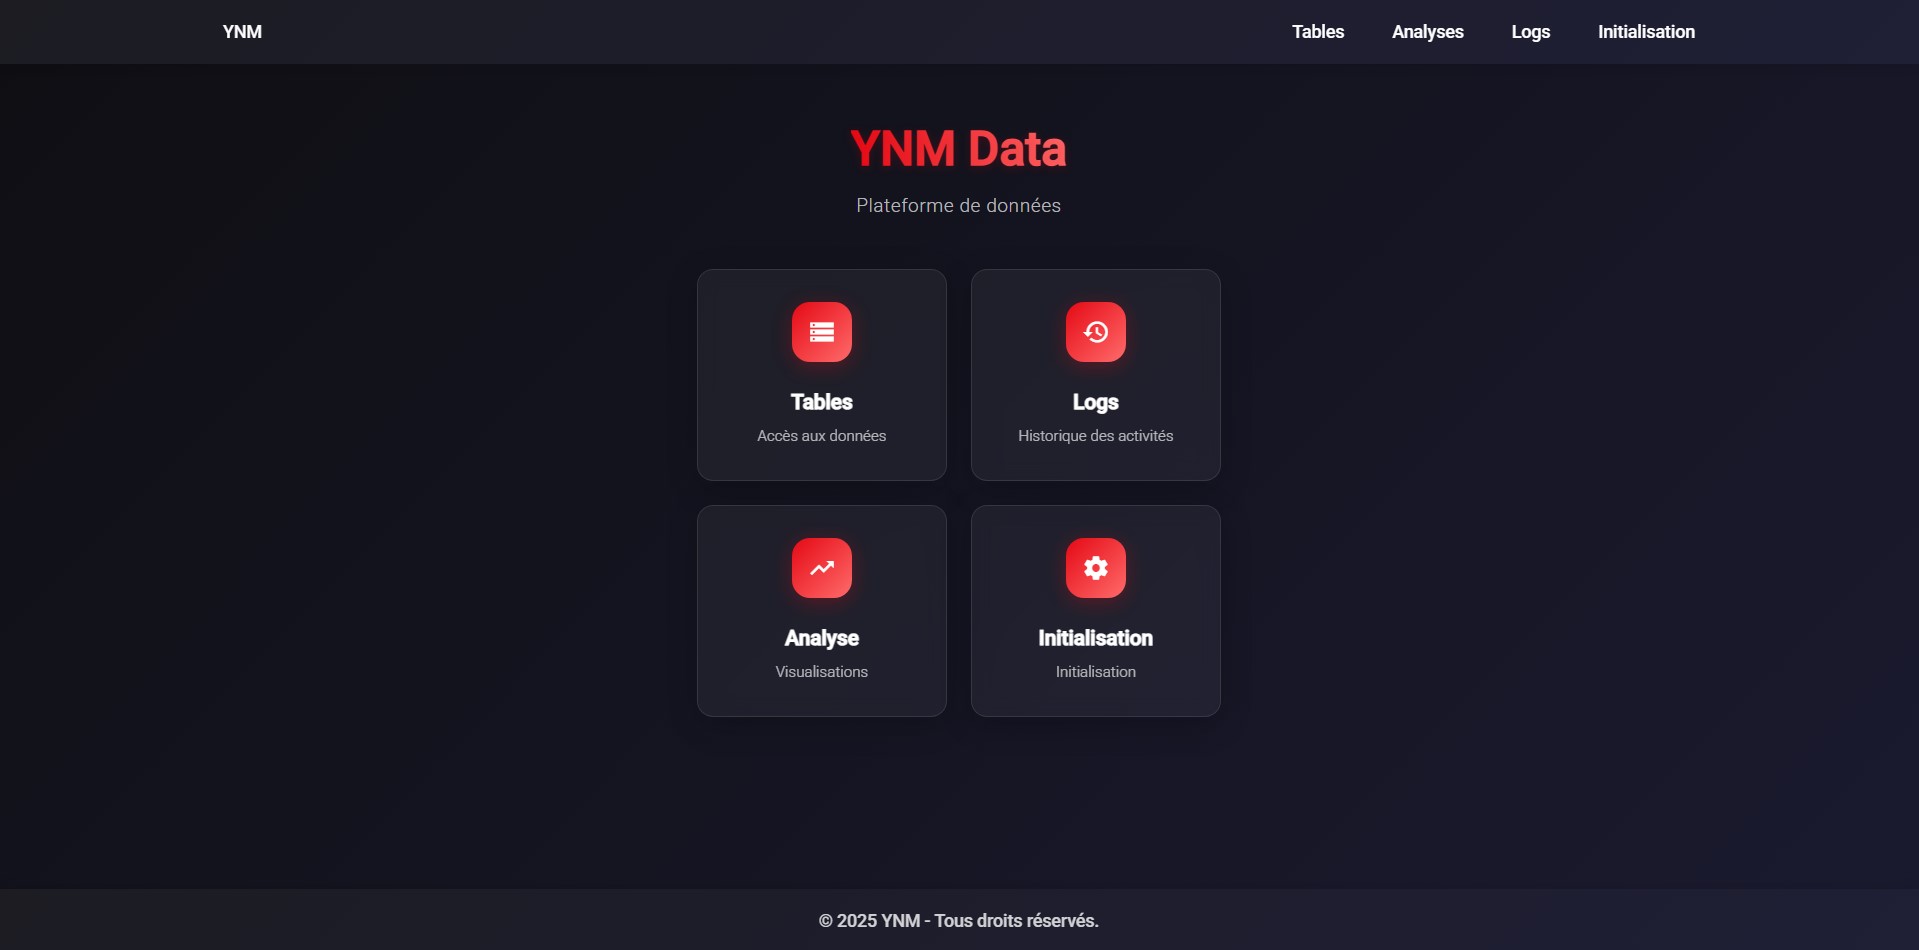 YNM
Tables
Analyses
Logs
Initialisation
YNM Data
Plateforme de données
Tables
Accès aux données
Logs
Historique des activités
Analyse
Visualisations
Initialisation
Initialisation
© 2025 YNM - Tous droits réservés.